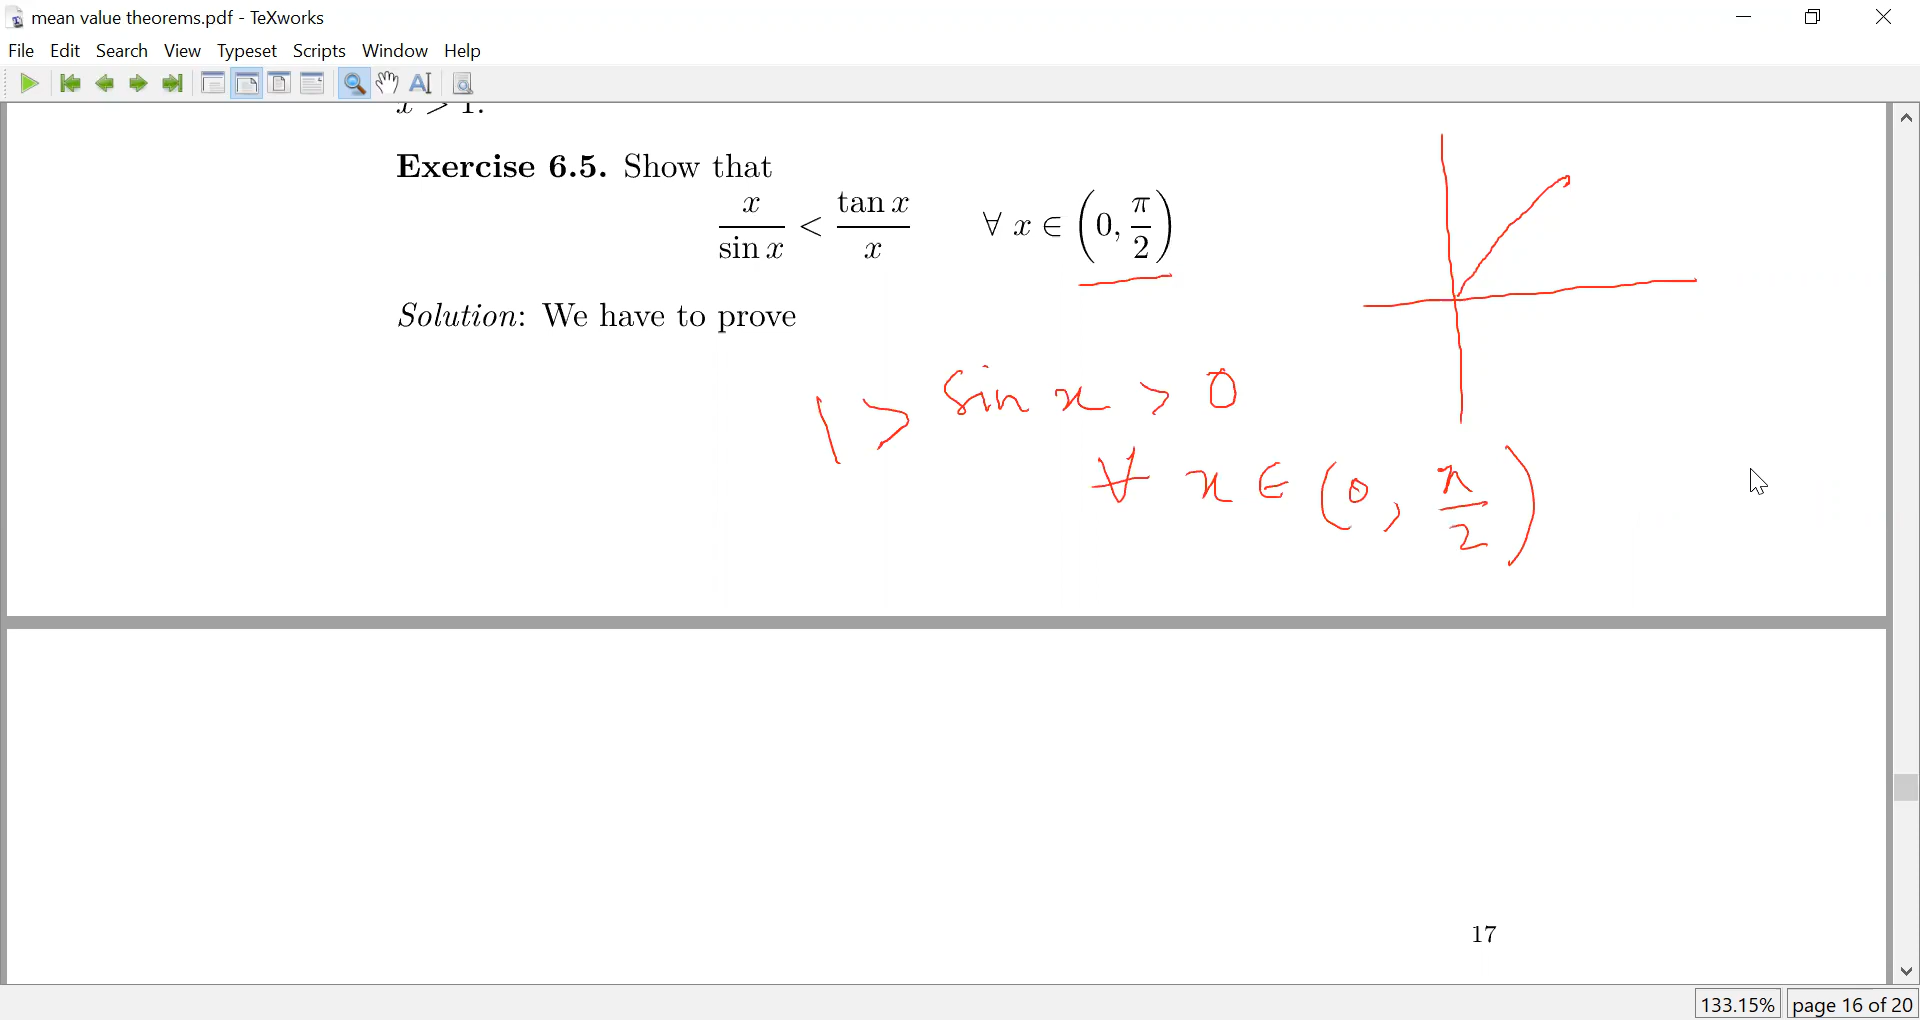 mean value theorems.pdf - TeXworks
File Edit Search View Typeset Scripts Window Help
x > 1.
Exercise 6.5. Show that
x/sin x < tan x/x ∀ x ∈ (0, π/2)
Solution: We have to prove
1 > sin x > 0
∀ x ∈ (0, π/2)
17
133.15% page 16 of 20